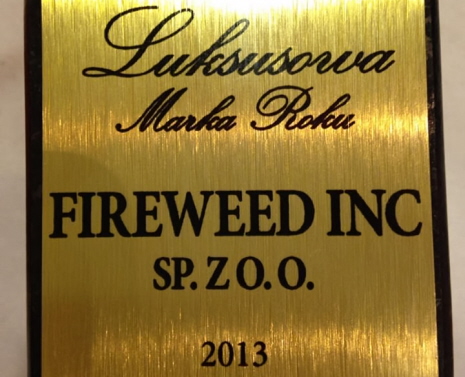 Luksusowa
Marka Roku
FIREWEED INC
SP. Z O. O.
2013